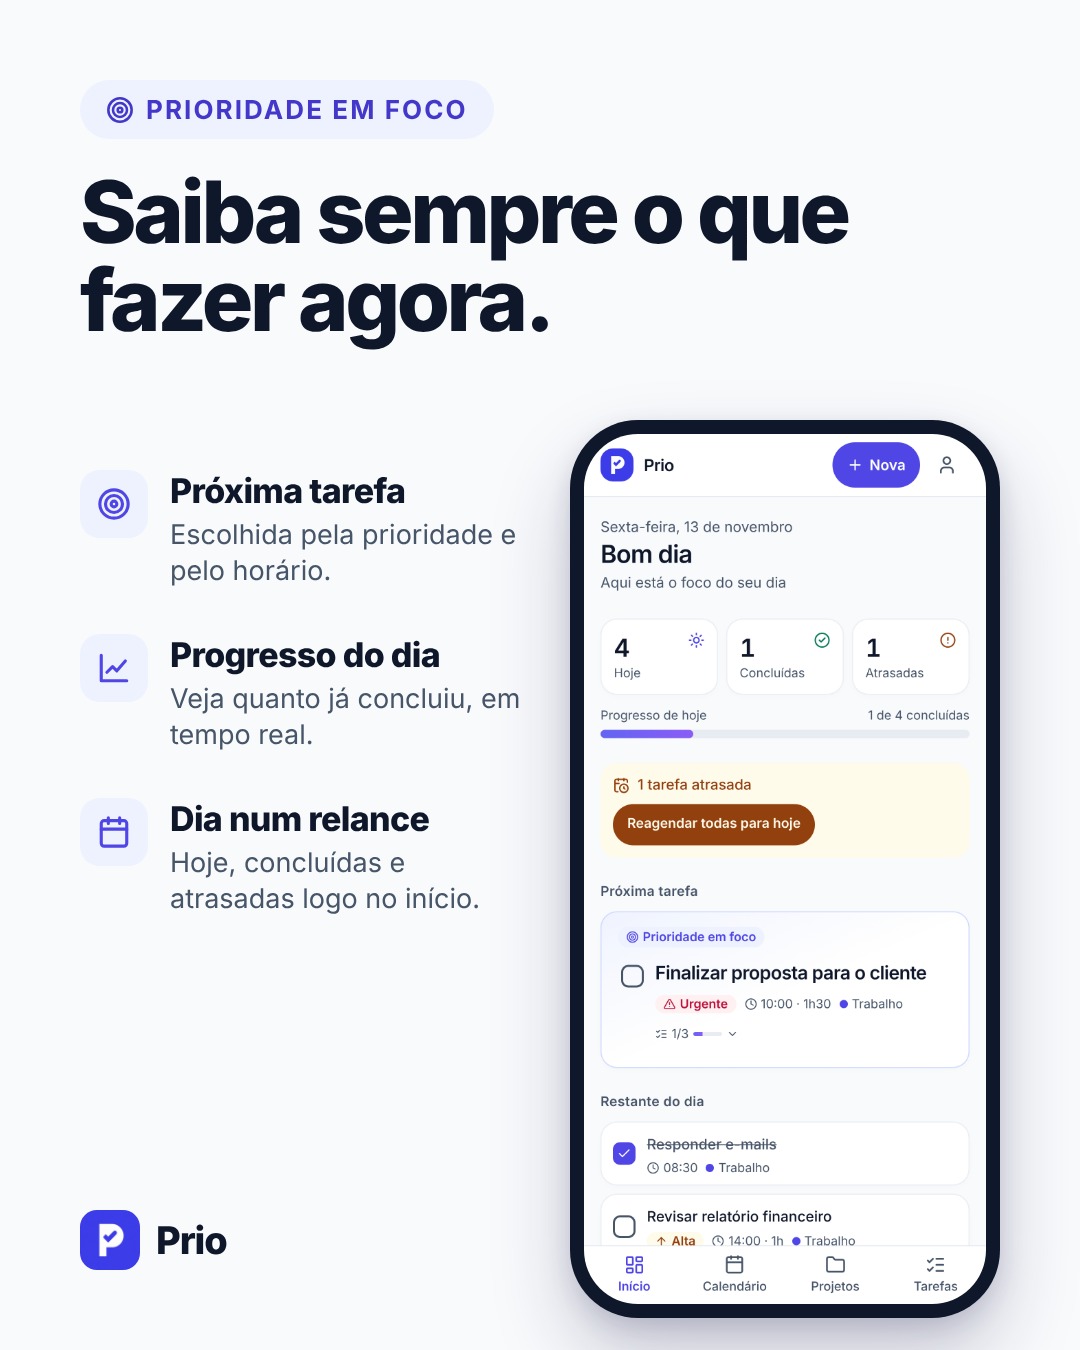 PRIORIDADE EM FOCO
Saiba sempre o que
fazer agora.
Próxima tarefa
Escolhida pela prioridade e
pelo horário.
Progresso do dia
Veja quanto já concluiu, em
tempo real.
Dia num relance
Hoje, concluídas e
atrasadas logo no início.
Prio
Prio
+ Nova
Sexta-feira, 13 de novembro
Bom dia
Aqui está o foco do seu dia
4
Hoje
1
Concluídas
1
Atrasadas
Progresso de hoje
1 de 4 concluídas
1 tarefa atrasada
Reagendar todas para hoje
Próxima tarefa
Prioridade em foco
Finalizar proposta para o cliente
Urgente 10:00 · 1h30 Trabalho
1/3
Restante do dia
Responder e-mails
08:30 Trabalho
Revisar relatório financeiro
Alta 14:00 · 1h Trabalho
Início Calendário Projetos Tarefas